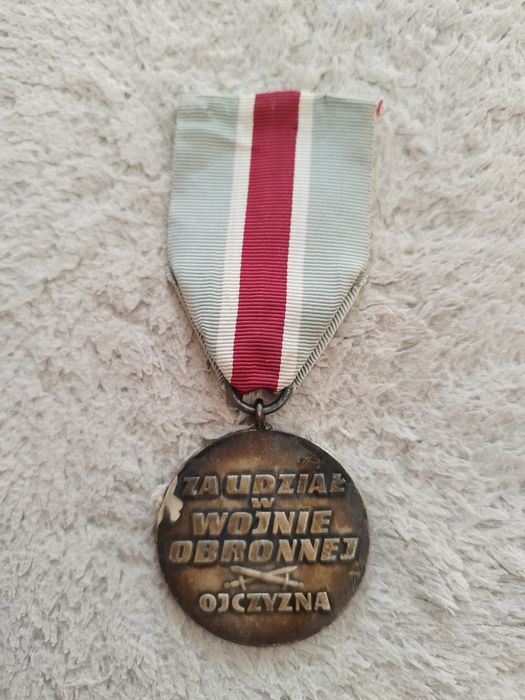 ZA UDZIAŁ
W
WOJNIE
OBRONNEJ
OJCZYZNA